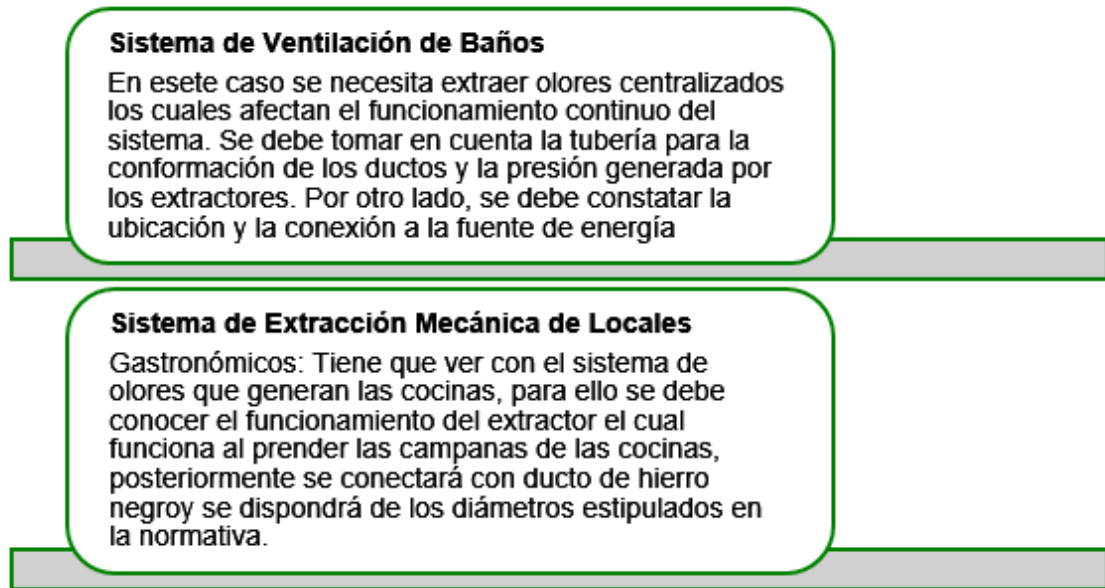 Sistema de Ventilación de Baños
En esete caso se necesita extraer olores centralizados
los cuales afectan el funcionamiento continuo del
sistema. Se debe tomar en cuenta la tubería para la
conformación de los ductos y la presión generada por
los extractores. Por otro lado, se debe constatar la
ubicación y la conexión a la fuente de energía
Sistema de Extracción Mecánica de Locales
Gastronómicos: Tiene que ver con el sistema de
olores que generan las cocinas, para ello se debe
conocer el funcionamiento del extractor el cual
funciona al prender las campanas de las cocinas,
posteriormente se conectará con ducto de hierro
negroy se dispondrá de los diámetros estipulados en
la normativa.